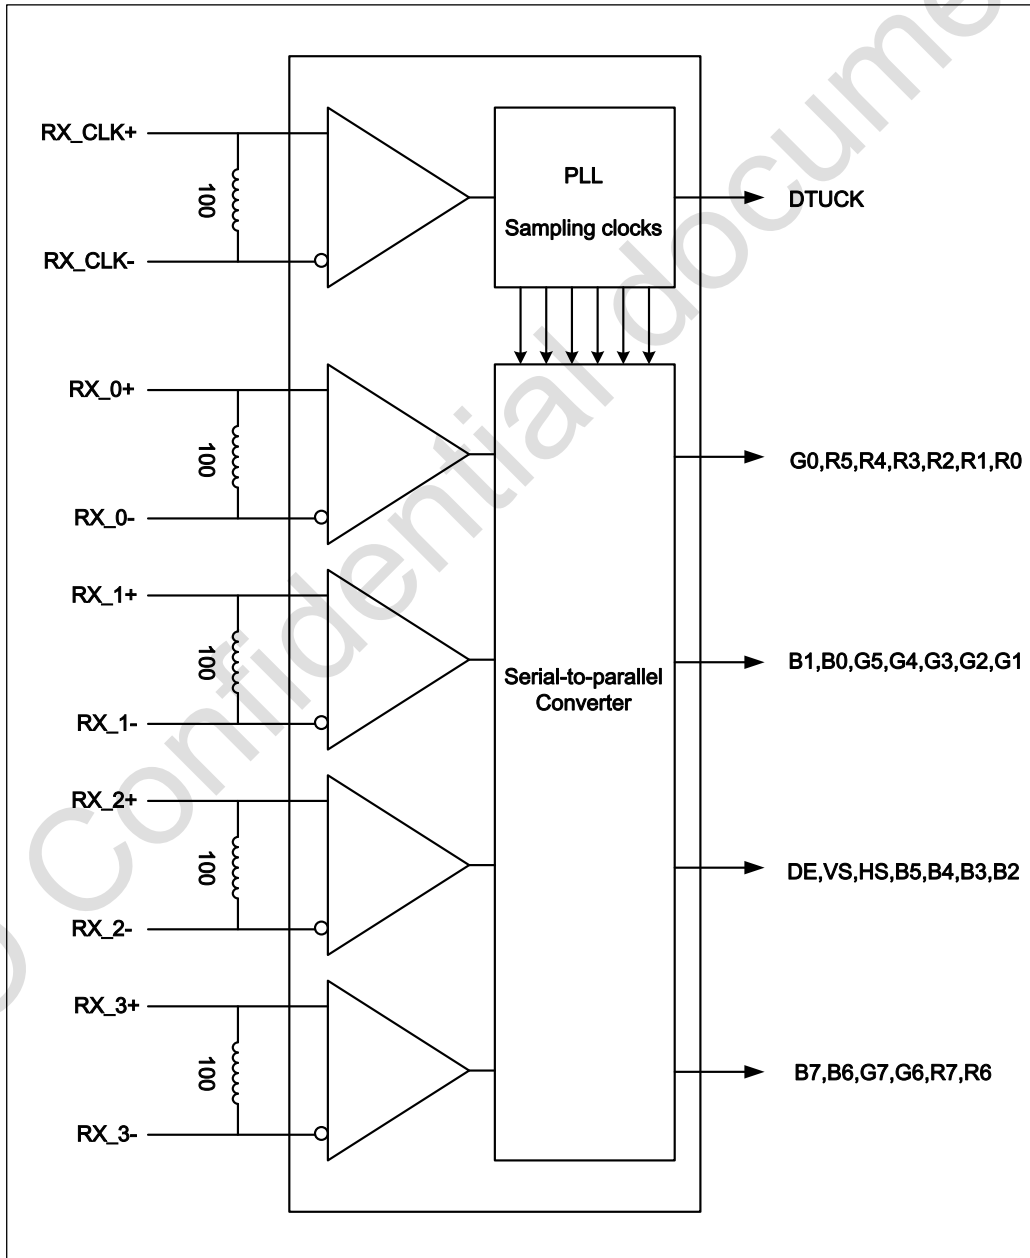 RX_CLK+
100
RX_CLK-
PLL
Sampling clocks
DTUCK
RX_0+
100
RX_0-
G0,R5,R4,R3,R2,R1,R0
RX_1+
100
RX_1-
Serial-to-parallel
Converter
B1,B0,G5,G4,G3,G2,G1
RX_2+
100
RX_2-
DE,VS,HS,B5,B4,B3,B2
RX_3+
100
RX_3-
B7,B6,G7,G6,R7,R6
Confidential docume